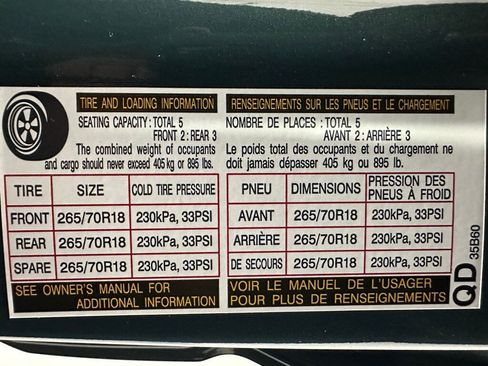 TIRE AND LOADING INFORMATION
SEATING CAPACITY : TOTAL 5
FRONT 2 : REAR 3
The combined weight of occupants
and cargo should never exceed 405 kg or 895 lbs.
TIRE SIZE COLD TIRE PRESSURE
FRONT 265/70R18 230kPa, 33PSI
REAR 265/70R18 230kPa, 33PSI
SPARE 265/70R18 230kPa, 33PSI
SEE OWNER'S MANUAL FOR
ADDITIONAL INFORMATION
RENSEIGNEMENTS SUR LES PNEUS ET LE CHARGEMENT
NOMBRE DE PLACES : TOTAL 5
AVANT 2 : ARRIÈRE 3
Le poids total des occupants et du chargement ne
doit jamais dépasser 405 kg ou 895 lb.
PNEU DIMENSIONS PRESSION DES
PNEUS À FROID
AVANT 265/70R18 230kPa, 33PSI
ARRIÈRE 265/70R18 230kPa, 33PSI
DE SECOURS 265/70R18 230kPa, 33PSI
VOIR LE MANUEL DE L'USAGER
POUR PLUS DE RENSEIGNEMENTS
QD 35B60